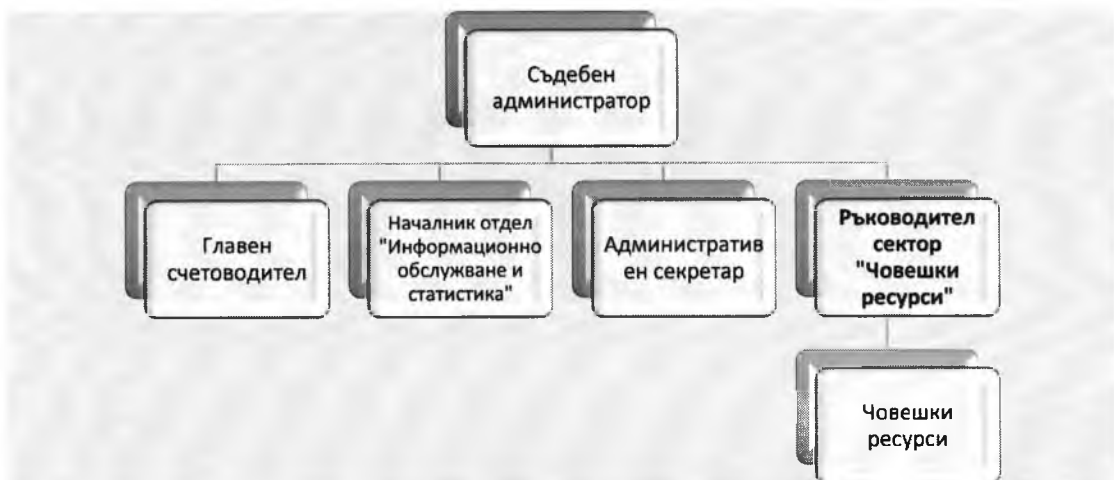 Съдебен
администратор
Главен
счетоводител
Началник отдел
"Информационно
обслужване и
статистика"
Административ
ен секретар
Ръководител
сектор
"Човешки
ресурси"
Човешки
ресурси